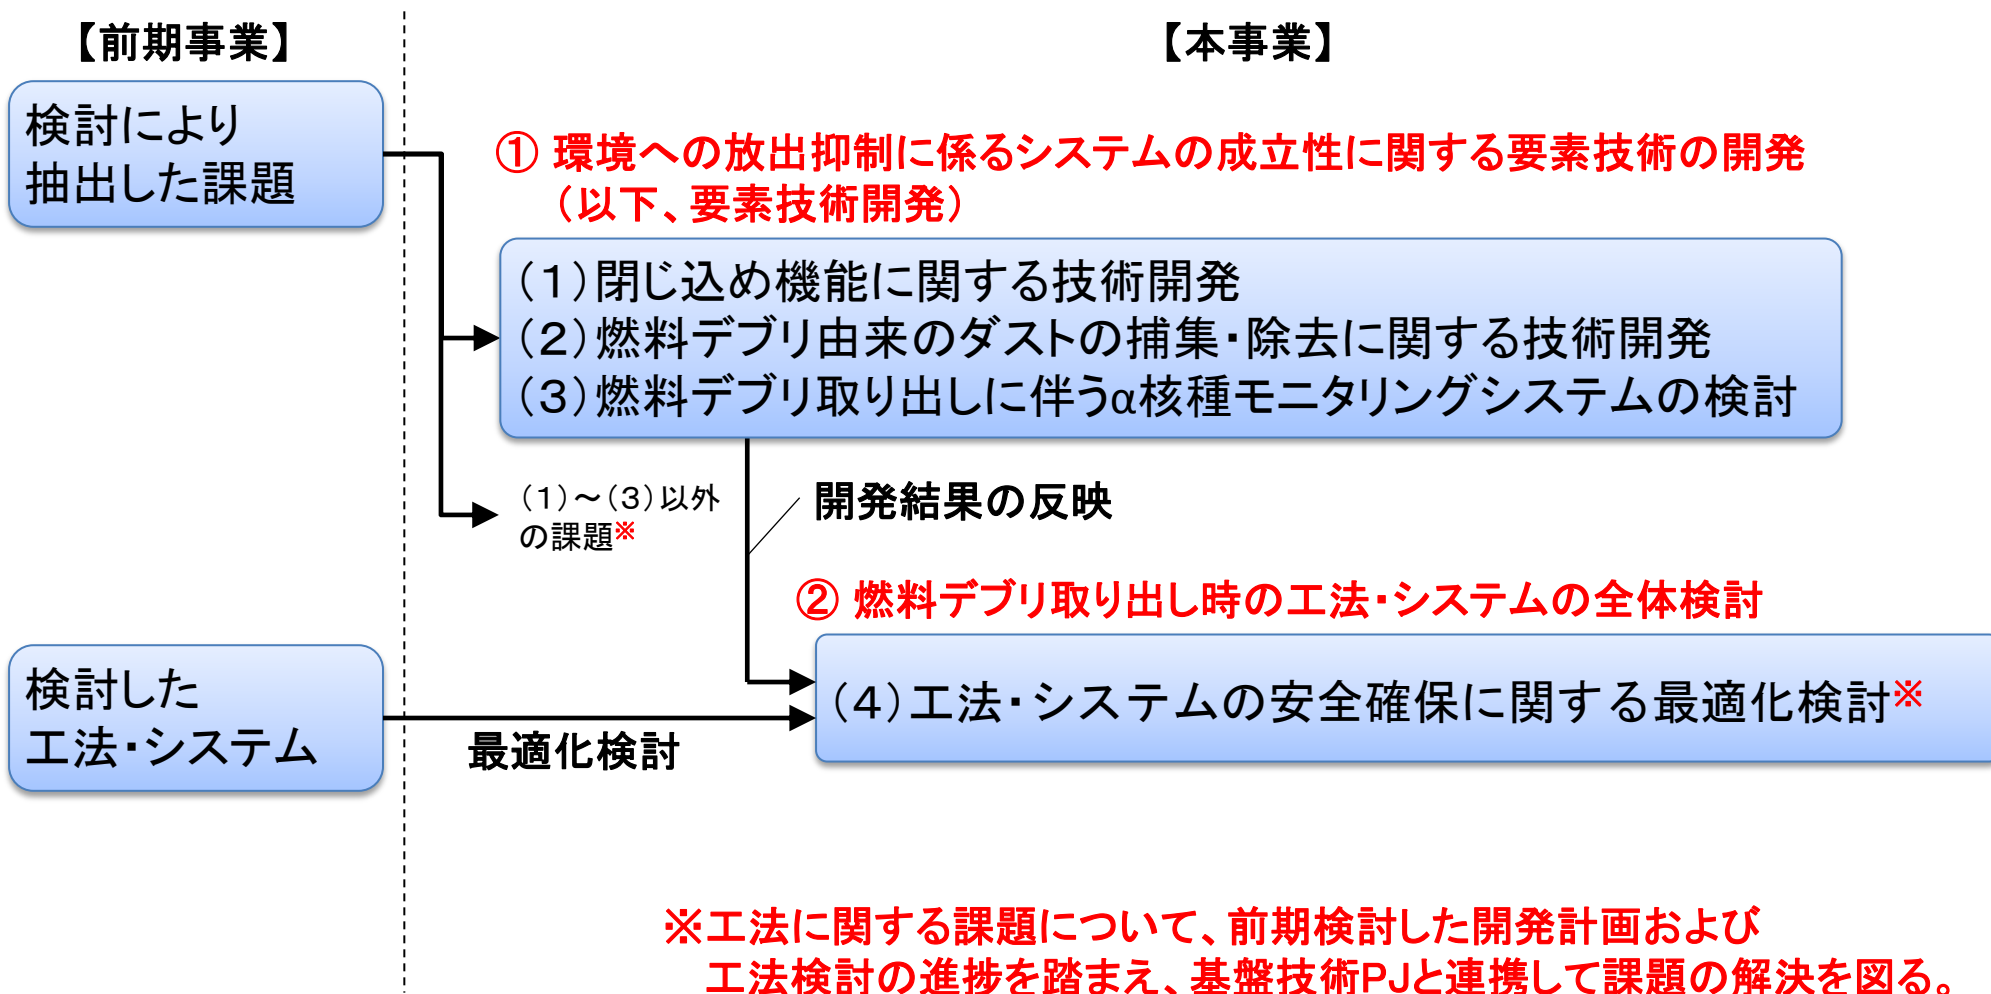 【前期事業】
【本事業】
検討により
抽出した課題
① 環境への放出抑制に係るシステムの成立性に関する要素技術の開発
（以下、要素技術開発）
（１）閉じ込め機能に関する技術開発
（２）燃料デブリ由来のダストの捕集・除去に関する技術開発
（３）燃料デブリ取り出しに伴うα核種モニタリングシステムの検討
（１）～（３）以外
の課題※
開発結果の反映
② 燃料デブリ取り出し時の工法・システムの全体検討
検討した
工法・システム
（４）工法・システムの安全確保に関する最適化検討※
最適化検討
※工法に関する課題について、前期検討した開発計画および
工法検討の進捗を踏まえ、基盤技術PJと連携して課題の解決を図る。